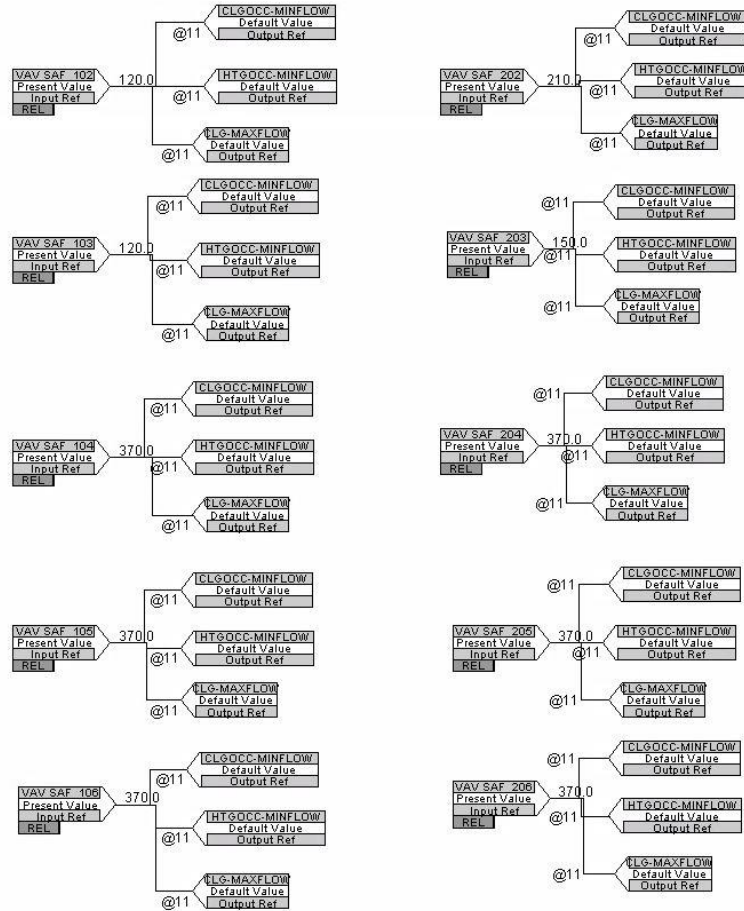 CLGOCC-MINFLOW
Default Value
@11
Output Ref
VAV SAF 102
120.0
HTGOCC-MINFLOW
Present Value
@11
Default Value
Input Ref
Output Ref
REL
CLG-MAXFLOW
Default Value
@11
Output Ref
CLGOCC-MINFLOW
Default Value
@11
Output Ref
VAV SAF 202
210.0
HTGOCC-MINFLOW
Present Value
@11
Default Value
Input Ref
Output Ref
REL
CLG-MAXFLOW
Default Value
@11
Output Ref
CLGOCC-MINFLOW
Default Value
@11
Output Ref
VAV SAF 103
120.0
HTGOCC-MINFLOW
Present Value
@11
Default Value
Input Ref
Output Ref
REL
CLG-MAXFLOW
Default Value
@11
Output Ref
CLGOCC-MINFLOW
Default Value
@11
Output Ref
VAV SAF 203
150.0
HTGOCC-MINFLOW
Present Value
@11
Default Value
Input Ref
Output Ref
REL
CLG-MAXFLOW
Default Value
@11
Output Ref
CLGOCC-MINFLOW
Default Value
@11
Output Ref
VAV SAF 104
370.0
HTGOCC-MINFLOW
Present Value
@11
Default Value
Input Ref
Output Ref
REL
CLG-MAXFLOW
Default Value
@11
Output Ref
CLGOCC-MINFLOW
Default Value
@11
Output Ref
VAV SAF 204
370.0
HTGOCC-MINFLOW
Present Value
@11
Default Value
Input Ref
Output Ref
REL
CLG-MAXFLOW
Default Value
@11
Output Ref
CLGOCC-MINFLOW
Default Value
@11
Output Ref
VAV SAF 105
370.0
HTGOCC-MINFLOW
Present Value
@11
Default Value
Input Ref
Output Ref
REL
CLG-MAXFLOW
Default Value
@11
Output Ref
CLGOCC-MINFLOW
Default Value
@11
Output Ref
VAV SAF 205
370.0
HTGOCC-MINFLOW
Present Value
@11
Default Value
Input Ref
Output Ref
REL
CLG-MAXFLOW
Default Value
@11
Output Ref
CLGOCC-MINFLOW
Default Value
@11
Output Ref
VAV SAF 106
370.0
HTGOCC-MINFLOW
Present Value
@11
Default Value
Input Ref
Output Ref
REL
CLG-MAXFLOW
Default Value
@11
Output Ref
CLGOCC-MINFLOW
Default Value
@11
Output Ref
VAV SAF 206
370.0
HTGOCC-MINFLOW
Present Value
@11
Default Value
Input Ref
Output Ref
REL
CLG-MAXFLOW
Default Value
@11
Output Ref